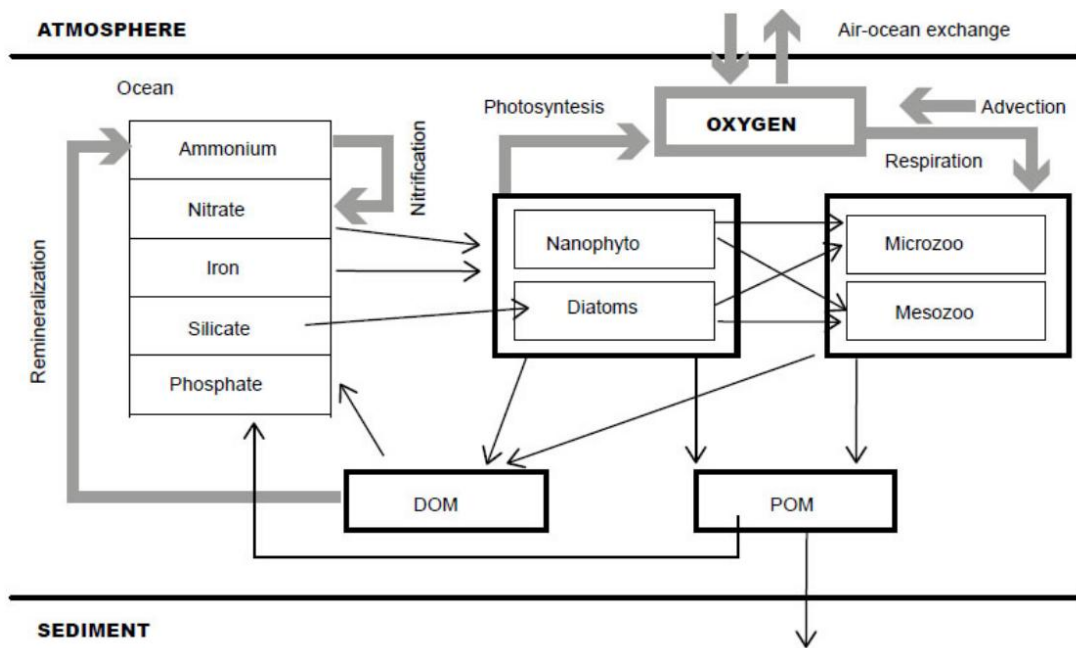 ATMOSPHERE
Air-ocean exchange
Ocean
Photosyntesis
OXYGEN
Advection
Respiration
Ammonium
Nitrate
Iron
Silicate
Phosphate
Nitrification
Remineralization
Nanophyto
Diatoms
Microzoo
Mesozoo
DOM
POM
SEDIMENT